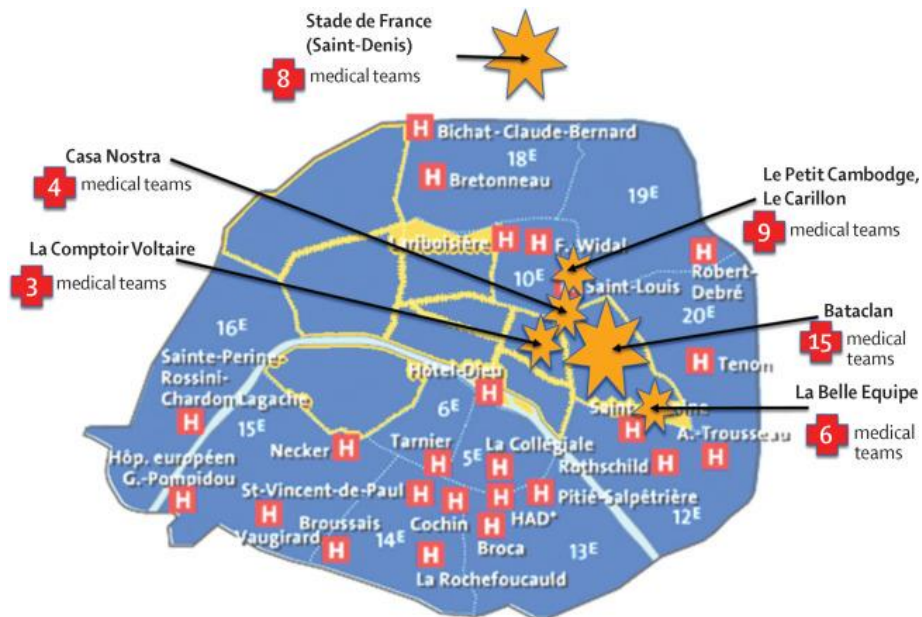 Stade de France
(Saint-Denis)
8 medical teams
Casa Nostra
4 medical teams
La Comptoir Voltaire
3 medical teams
Le Petit Cambodge,
Le Carillon
9 medical teams
Bataclan
15 medical
teams
La Belle Equipe
6 medical
teams
H Bichat-Claude-Bernard
18E
H Bretonneau
19E
Lariboisière H
H F. Widal
10E
Saint-Louis
H
Robert-
Debré
20E
16E
Sainte-Perine-
Rossini-
Chardon Lagache
H
Hôtel-Dieu
H
H
Tenon
6E
15E
Necker H
Tarnier
H
5E
La Collégiale
H
H
Rothschild H
A.-Trousseau
H
Hôp. européen
G.-Pompidou
H
St-Vincent-de-Paul H
H
Cochin
H
HAD*
H Pitié-Salpêtrière
12E
H
Vaugirard
Broussais
H
14E
H
Broca
13E
H
La Rochefoucauld